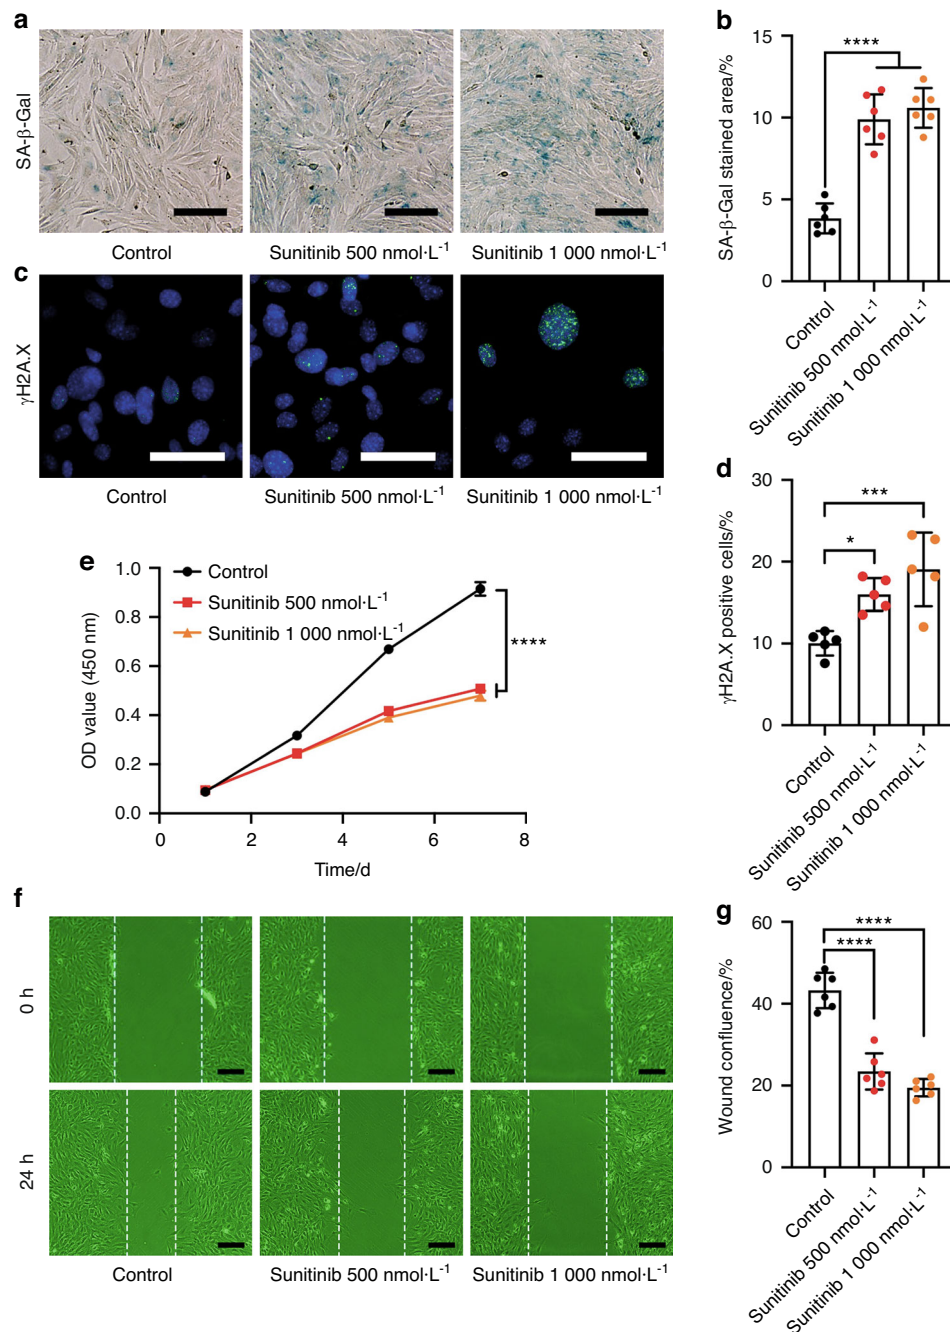 a
SA-β-Gal
Control
Sunitinib 500 nmol·L⁻¹
Sunitinib 1 000 nmol·L⁻¹
b
SA-β-Gal stained area/%
15
10
5
0
****
Control
Sunitinib 500 nmol·L⁻¹
Sunitinib 1 000 nmol·L⁻¹
c
γH2A.X
Control
Sunitinib 500 nmol·L⁻¹
Sunitinib 1 000 nmol·L⁻¹
d
γH2A.X positive cells/%
30
20
10
0
***
*
Control
Sunitinib 500 nmol·L⁻¹
Sunitinib 1 000 nmol·L⁻¹
e
OD value (450 nm)
1.0
0.8
0.6
0.4
0.2
0.0
Control
Sunitinib 500 nmol·L⁻¹
Sunitinib 1 000 nmol·L⁻¹
****
0 2 4 6 8
Time/d
f
0 h
24 h
Control
Sunitinib 500 nmol·L⁻¹
Sunitinib 1 000 nmol·L⁻¹
g
Wound confluence/%
60
40
20
0
****
****
Control
Sunitinib 500 nmol·L⁻¹
Sunitinib 1 000 nmol·L⁻¹